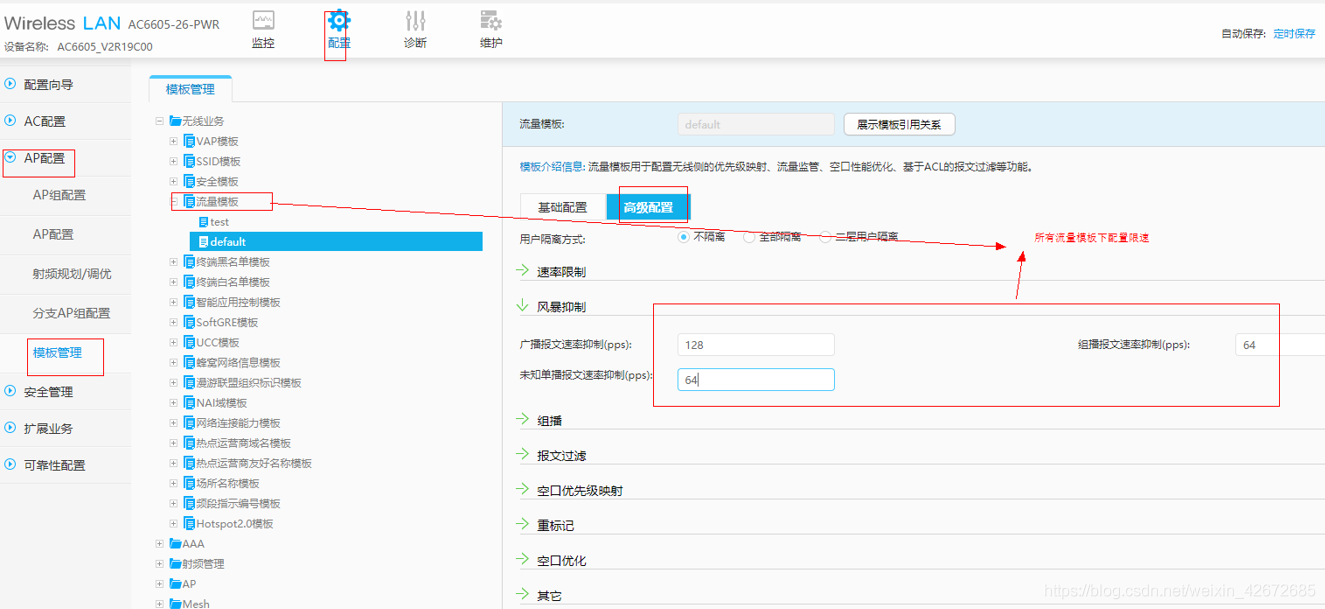 Wireless LAN AC6605-26-PWR
设备名称: AC6605_V2R19C00
监控
配置
诊断
维护
自动保存: 定时保存
配置向导
AC配置
AP配置
AP组配置
AP配置
射频规划/调优
分支AP组配置
模板管理
安全管理
扩展业务
可靠性配置
模板管理
无线业务
VAP模板
SSID模板
安全模板
流量模板
test
default
终端黑名单模板
终端白名单模板
智能应用控制模板
SoftGRE模板
UCC模板
蜂窝网络信息模板
漫游联盟组织标识模板
NAI域模板
网络连接能力模板
热点运营商域名模板
热点运营商友好名称模板
场所名称模板
频段指示编号模板
Hotspot2.0模板
AAA
射频管理
AP
Mesh
流量模板: default 展示模板引用关系
模板介绍信息: 流量模板用于配置无线侧的优先级映射、流量监管、空口性能优化、基于ACL的报文过滤等功能。
基础配置 高级配置
用户隔离方式: 不隔离 全部隔离 二层用户隔离
所有流量模板下配置限速
速率限制
风暴抑制
广播报文速率抑制(pps): 128 组播报文速率抑制(pps): 64
未知单播报文速率抑制(pps): 64
组播
报文过滤
空口优先级映射
重标记
空口优化
其它
https://blog.csdn.net/weixin_42672685